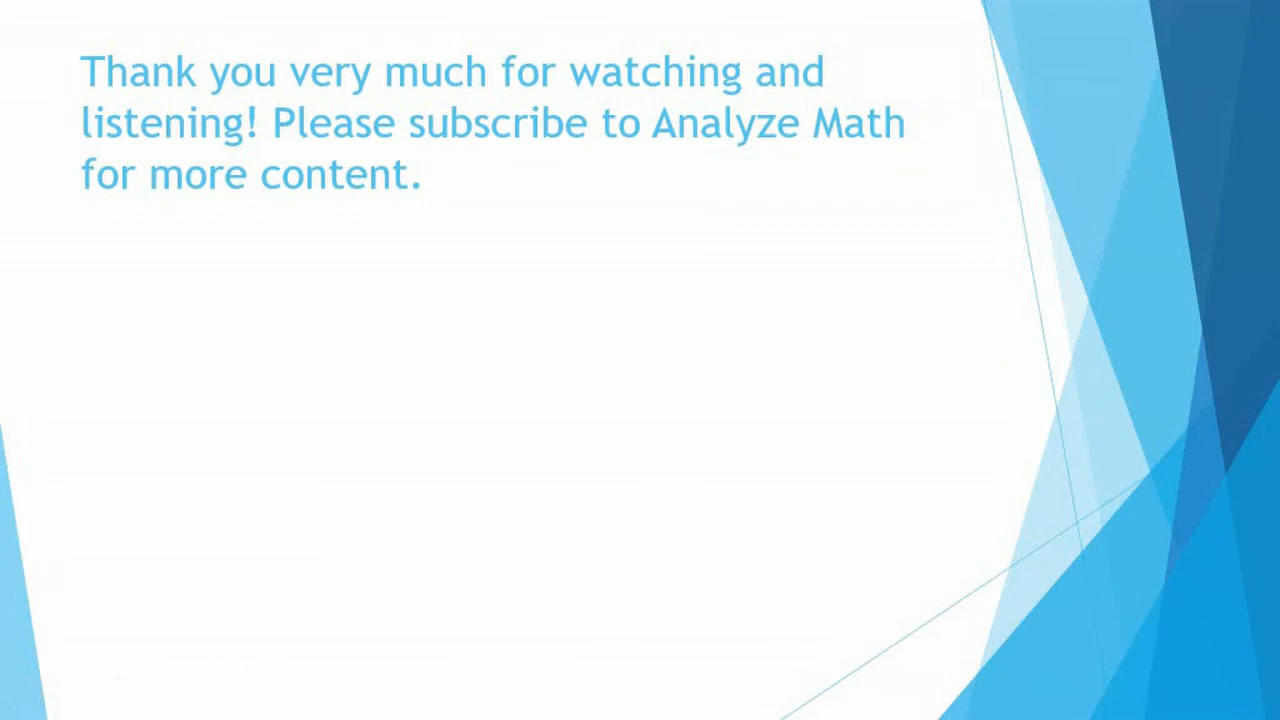 Thank you very much for watching and
listening! Please subscribe to Analyze Math
for more content.